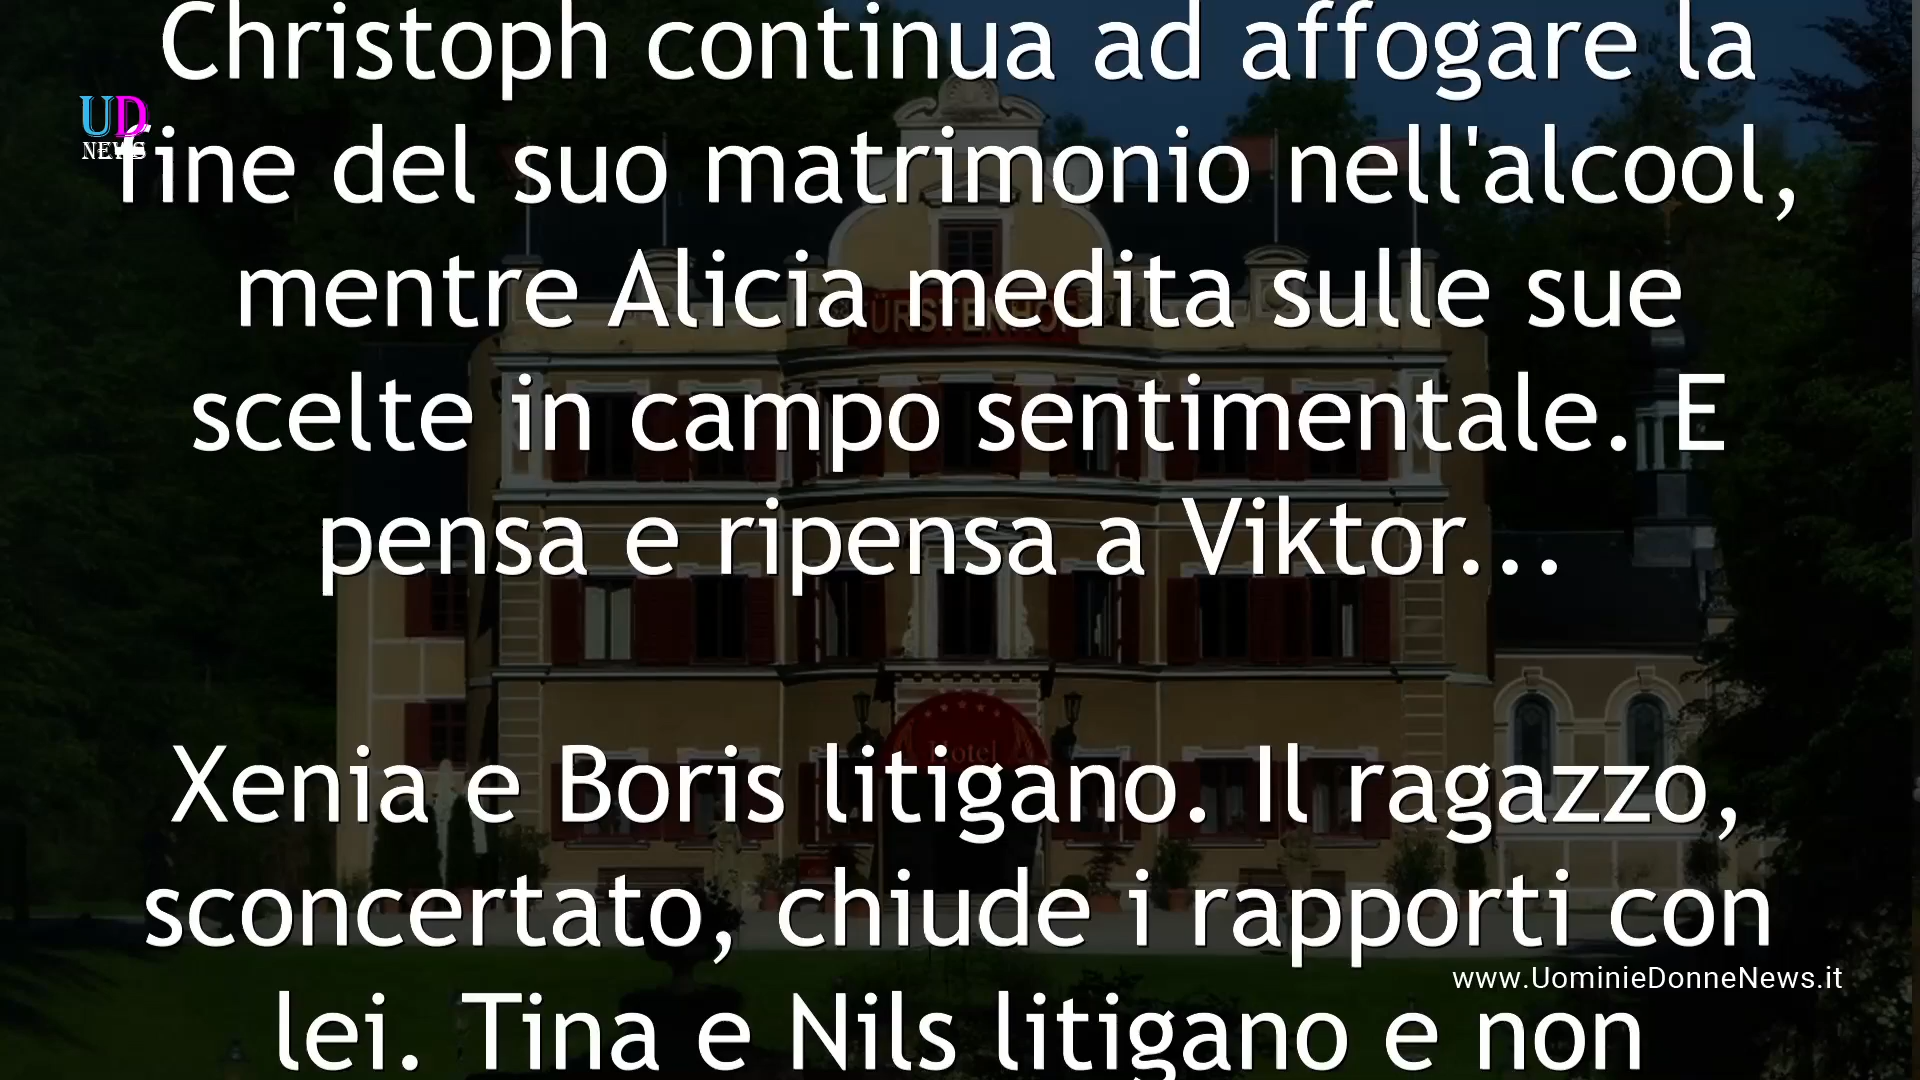 Christoph continua ad affogare la
UD
NEWS
fine del suo matrimonio nell'alcool,
mentre Alicia medita sulle sue
FÜRSTENHOF
scelte in campo sentimentale. E
pensa e ripensa a Viktor...
Hotel
Xenia e Boris litigano. Il ragazzo,
sconcertato, chiude i rapporti con
www.UominieDonneNews.it
lei. Tina e Nils litigano e non